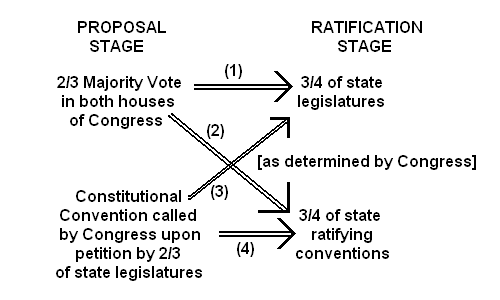 PROPOSAL
STAGE
RATIFICATION
STAGE
2/3 Majority Vote
in both houses
of Congress
(1)
3/4 of state
legislatures
(2)
[as determined by Congress]
(3)
Constitutional
Convention called
by Congress upon
petition by 2/3
of state legislatures
(4)
3/4 of state
ratifying
conventions